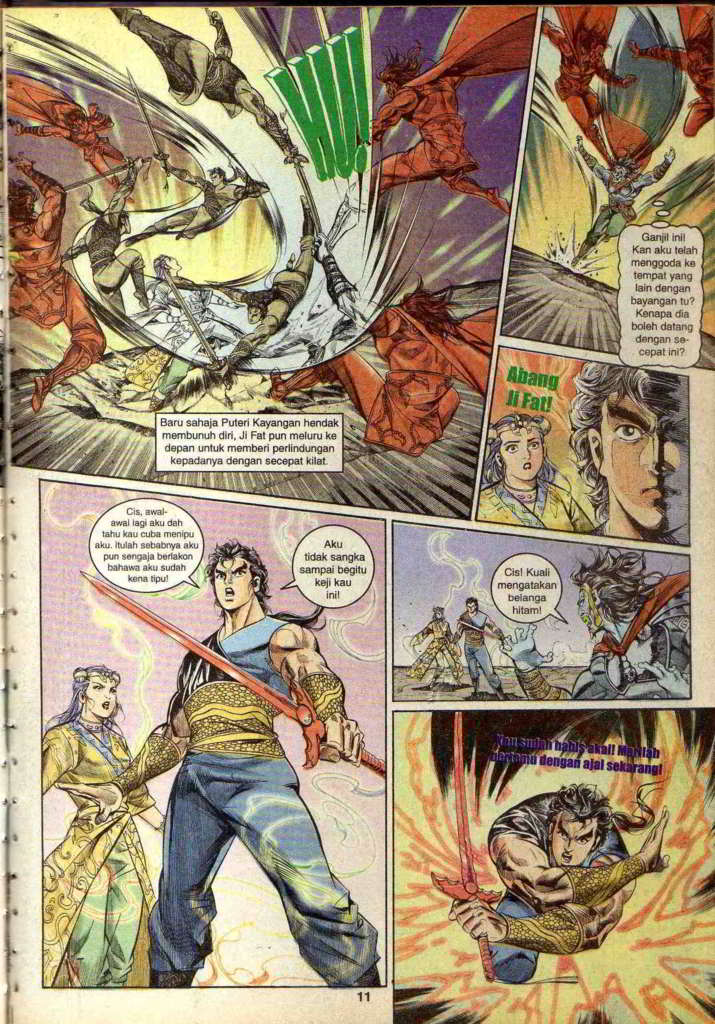 HIU!
Baru sahaja Puteri Kayangan hendak
membunuh diri, Ji Fat pun meluru ke
depan untuk memberi perlindungan
kepadanya dengan secepat kilat.
Ganjil ini!
Kan aku telah
menggoda ke
tempat yang
lain dengan
bayangan tu?
Kenapa dia
boleh datang
dengan se-
cepat ini?
Abang
Ji Fat!
Cis, awal-
awal lagi aku dah
tahu kau cuba menipu
aku. Itulah sebabnya aku
pun sengaja berlakon
bahawa aku sudah
kena tipu!
Aku
tidak sangka
sampai begitu
keji kau
ini!
Cis! Kuali
mengatakan
belanga
hitam!
Kau sudah habis akal! Marilah
bertemu dengan ajal sekarang!
11